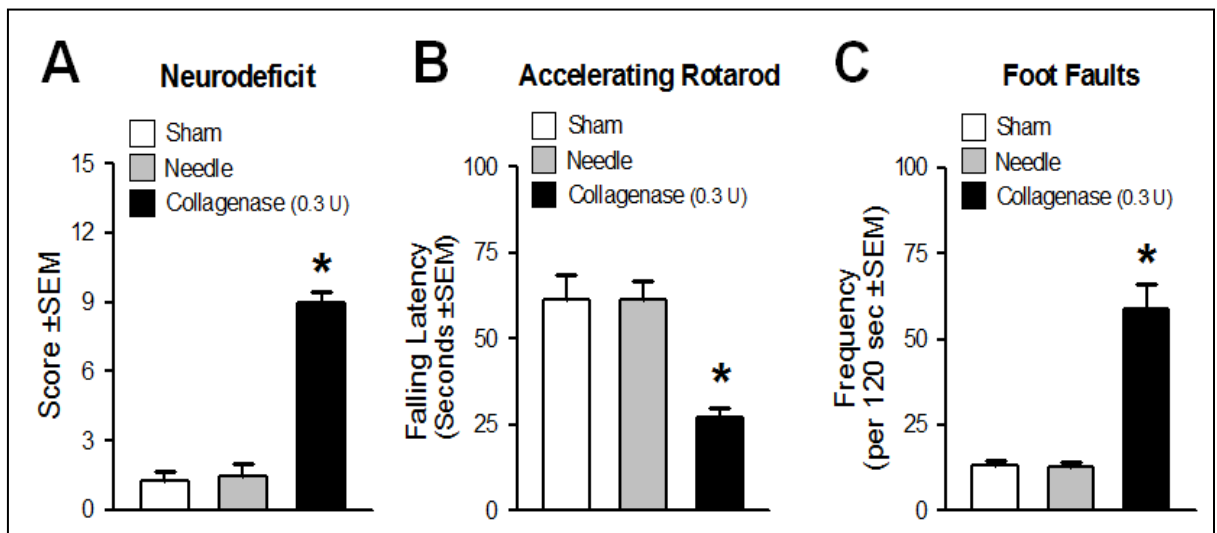 A
Neurodeficit
Sham
Needle
Collagenase (0.3 U)
15
12
9
6
3
0
Score ±SEM
*
B
Accelerating Rotarod
Sham
Needle
Collagenase (0.3 U)
100
75
50
25
0
Falling Latency
(Seconds ±SEM)
*
C
Foot Faults
Sham
Needle
Collagenase (0.3 U)
100
75
50
25
0
Frequency
(per 120 sec ±SEM)
*